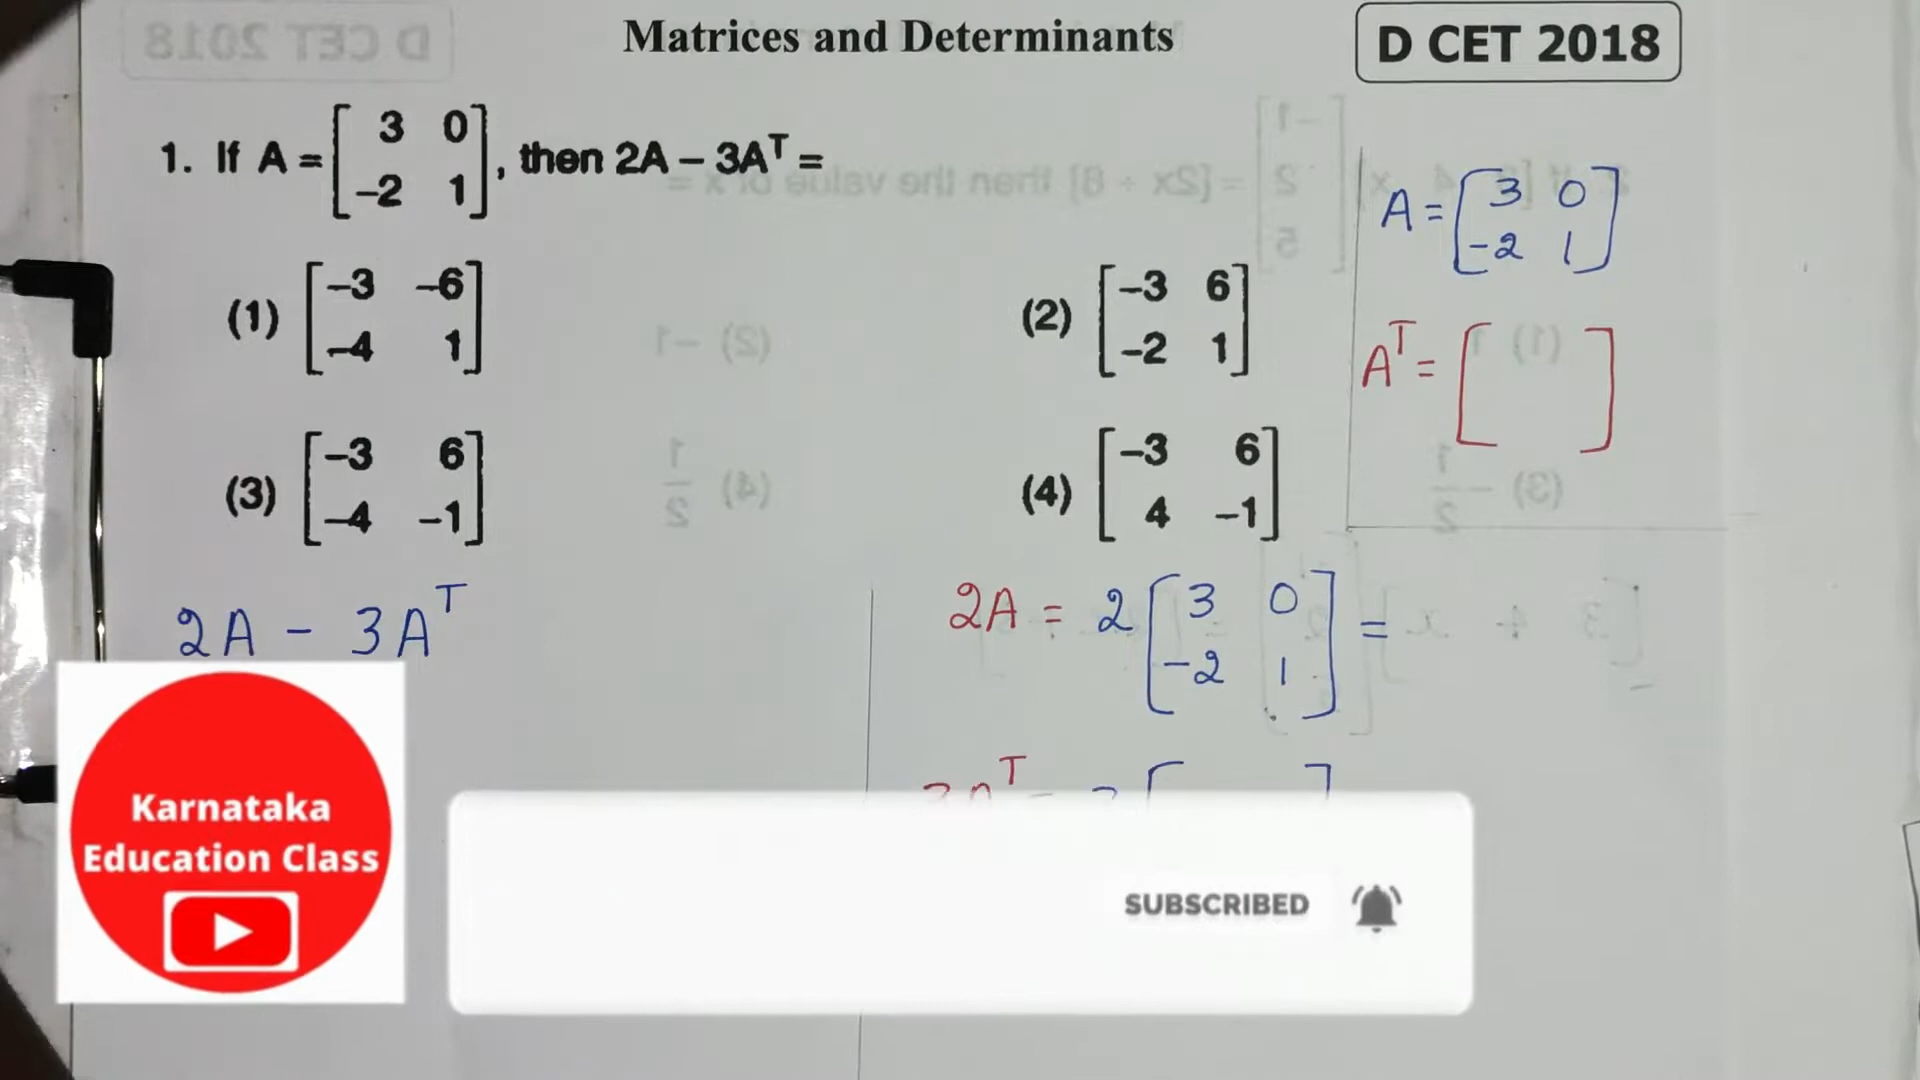 Matrices and Determinants
D CET 2018
1. If A = [ 3 0 ; –2 1 ], then 2A – 3Aᵀ =
(1) [ –3 –6 ; –4 1 ]
(2) [ –3 6 ; –2 1 ]
(3) [ –3 6 ; –4 –1 ]
(4) [ –3 6 ; 4 –1 ]
A = [ 3 0 ; -2 1 ]
Aᵀ = [ ]
2A - 3Aᵀ
2A = 2 [ 3 0 ; -2 1 ] =
Karnataka
Education Class
SUBSCRIBED